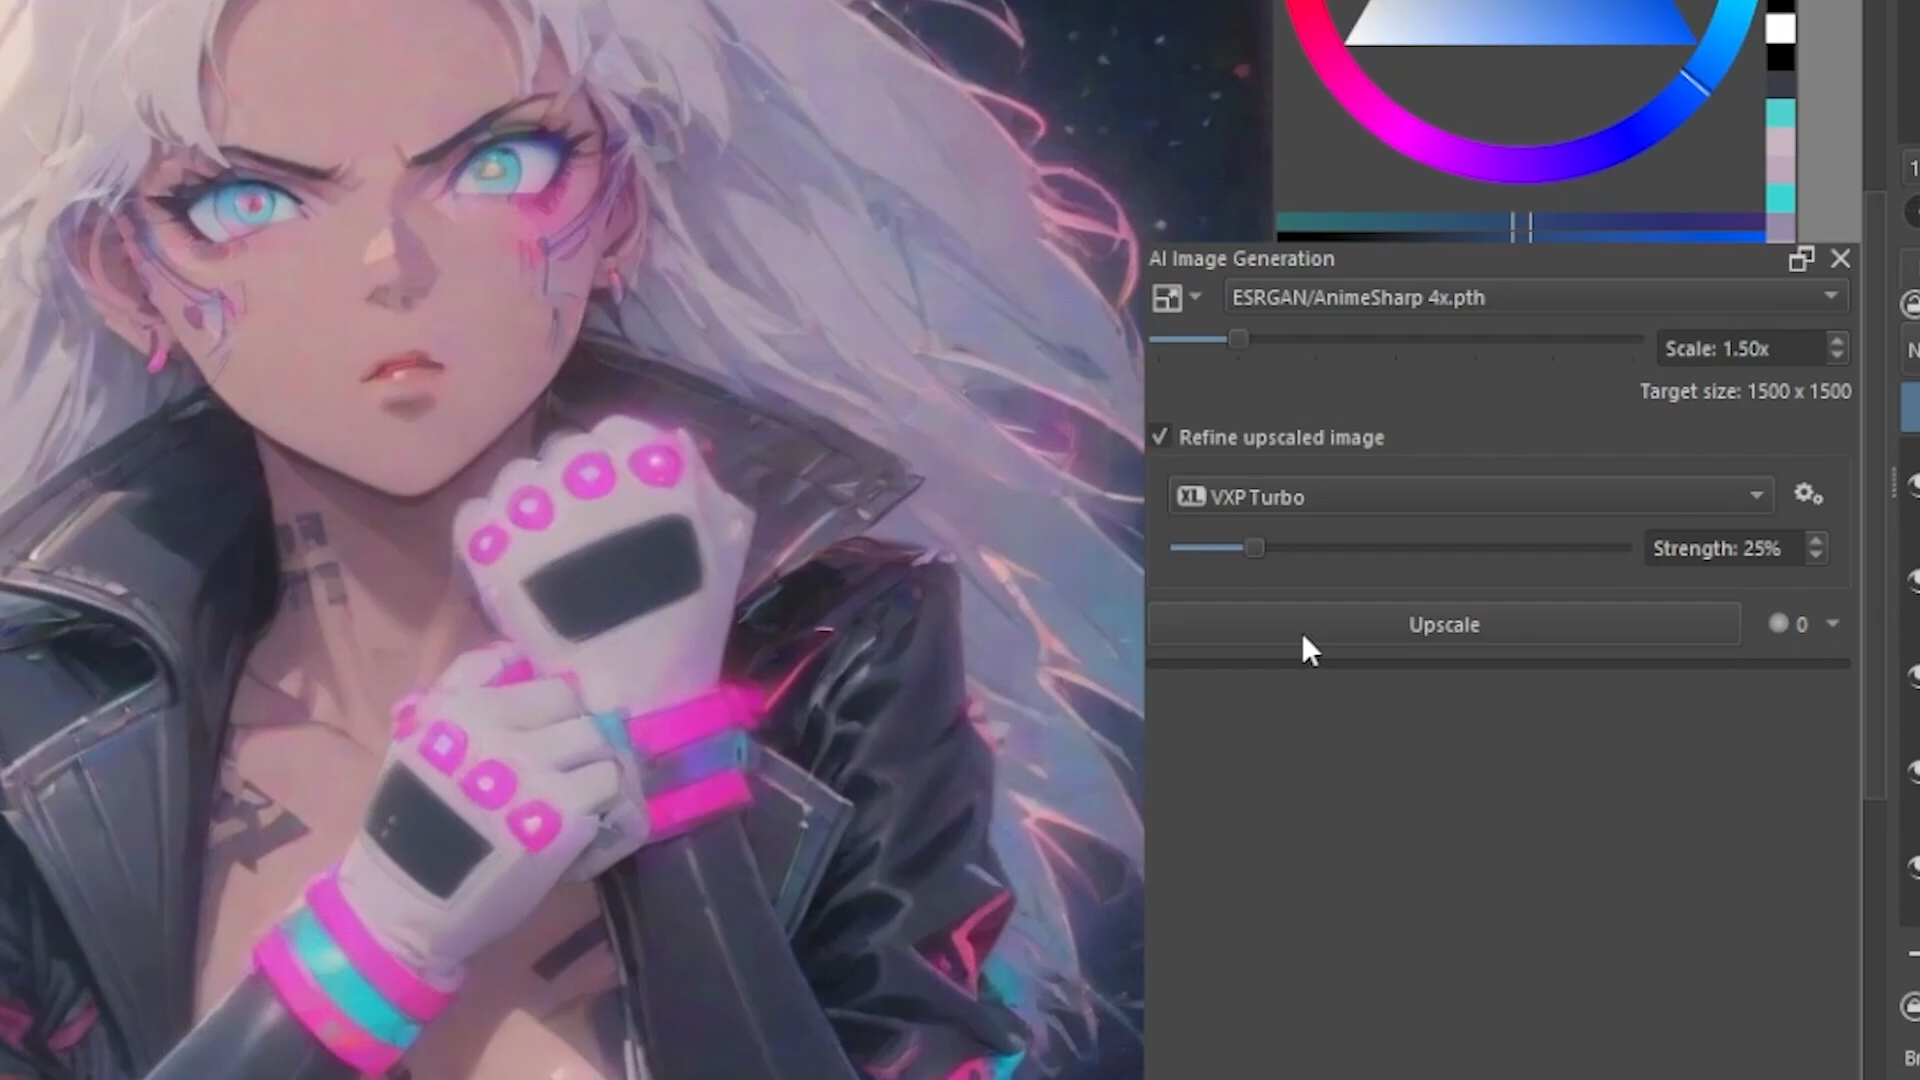 AI Image Generation
ESRGAN/AnimeSharp 4x.pth
Scale: 1.50x
Target size: 1500 x 1500
Refine upscaled image
XL VXP Turbo
Strength: 25%
Upscale
0